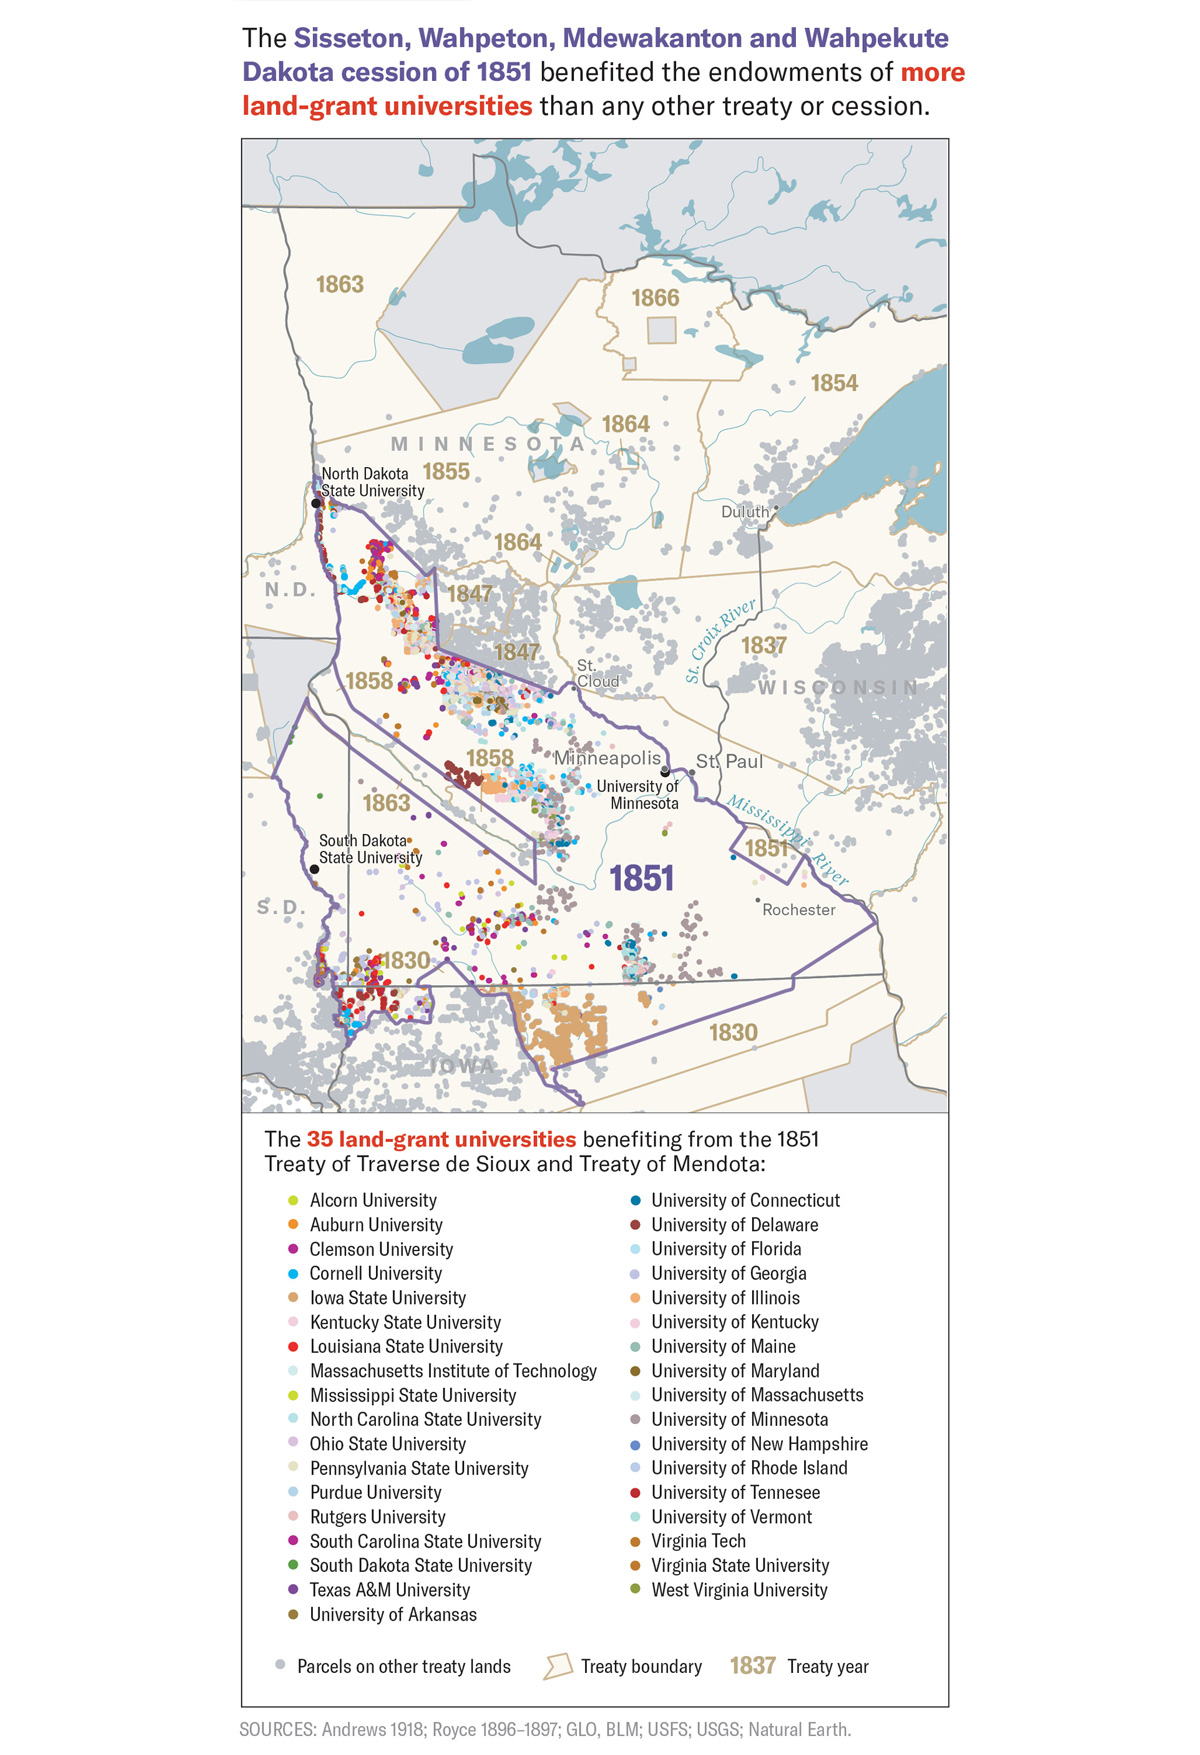 The Sisseton, Wahpeton, Mdewakanton and Wahpekute
Dakota cession of 1851 benefited the endowments of more
land-grant universities than any other treaty or cession.
1863
1866
1854
1864
MINNESOTA
1855
North Dakota
State University
Duluth
1864
N.D.
1847
St. Croix River
1837
1847
St.
Cloud
1858
WISCONSIN
1858
Minneapolis
St. Paul
University of
Minnesota
1863
Mississippi River
South Dakota
State University
1851
1851
S.D.
Rochester
1830
1830
IOWA
The 35 land-grant universities benefiting from the 1851
Treaty of Traverse de Sioux and Treaty of Mendota:
Alcorn University
Auburn University
Clemson University
Cornell University
Iowa State University
Kentucky State University
Louisiana State University
Massachusetts Institute of Technology
Mississippi State University
North Carolina State University
Ohio State University
Pennsylvania State University
Purdue University
Rutgers University
South Carolina State University
South Dakota State University
Texas A&M University
University of Arkansas
University of Connecticut
University of Delaware
University of Florida
University of Georgia
University of Illinois
University of Kentucky
University of Maine
University of Maryland
University of Massachusetts
University of Minnesota
University of New Hampshire
University of Rhode Island
University of Tennesee
University of Vermont
Virginia Tech
Virginia State University
West Virginia University
Parcels on other treaty lands
Treaty boundary
1837 Treaty year
SOURCES: Andrews 1918; Royce 1896–1897; GLO, BLM; USFS; USGS; Natural Earth.